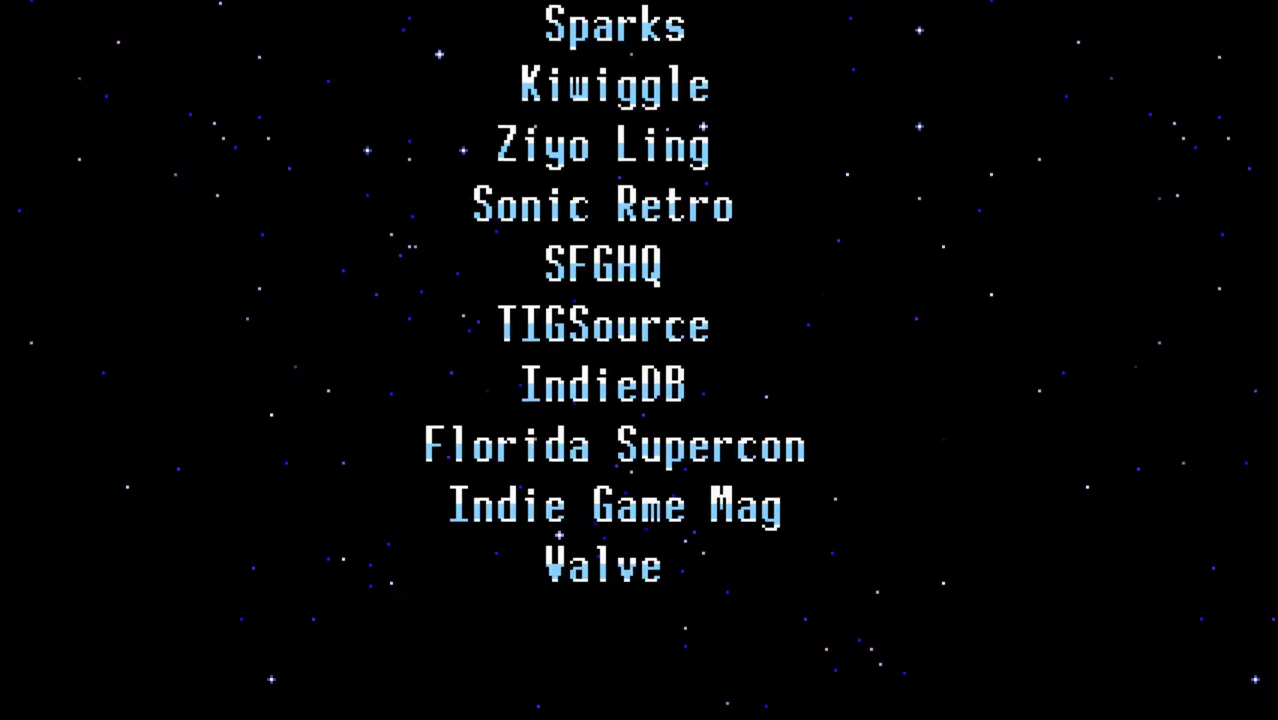 Sparks
Kiwiggle
Ziyo Ling
Sonic Retro
SFGHQ
TIGSource
IndieDB
Florida Supercon
Indie Game Mag
Valve